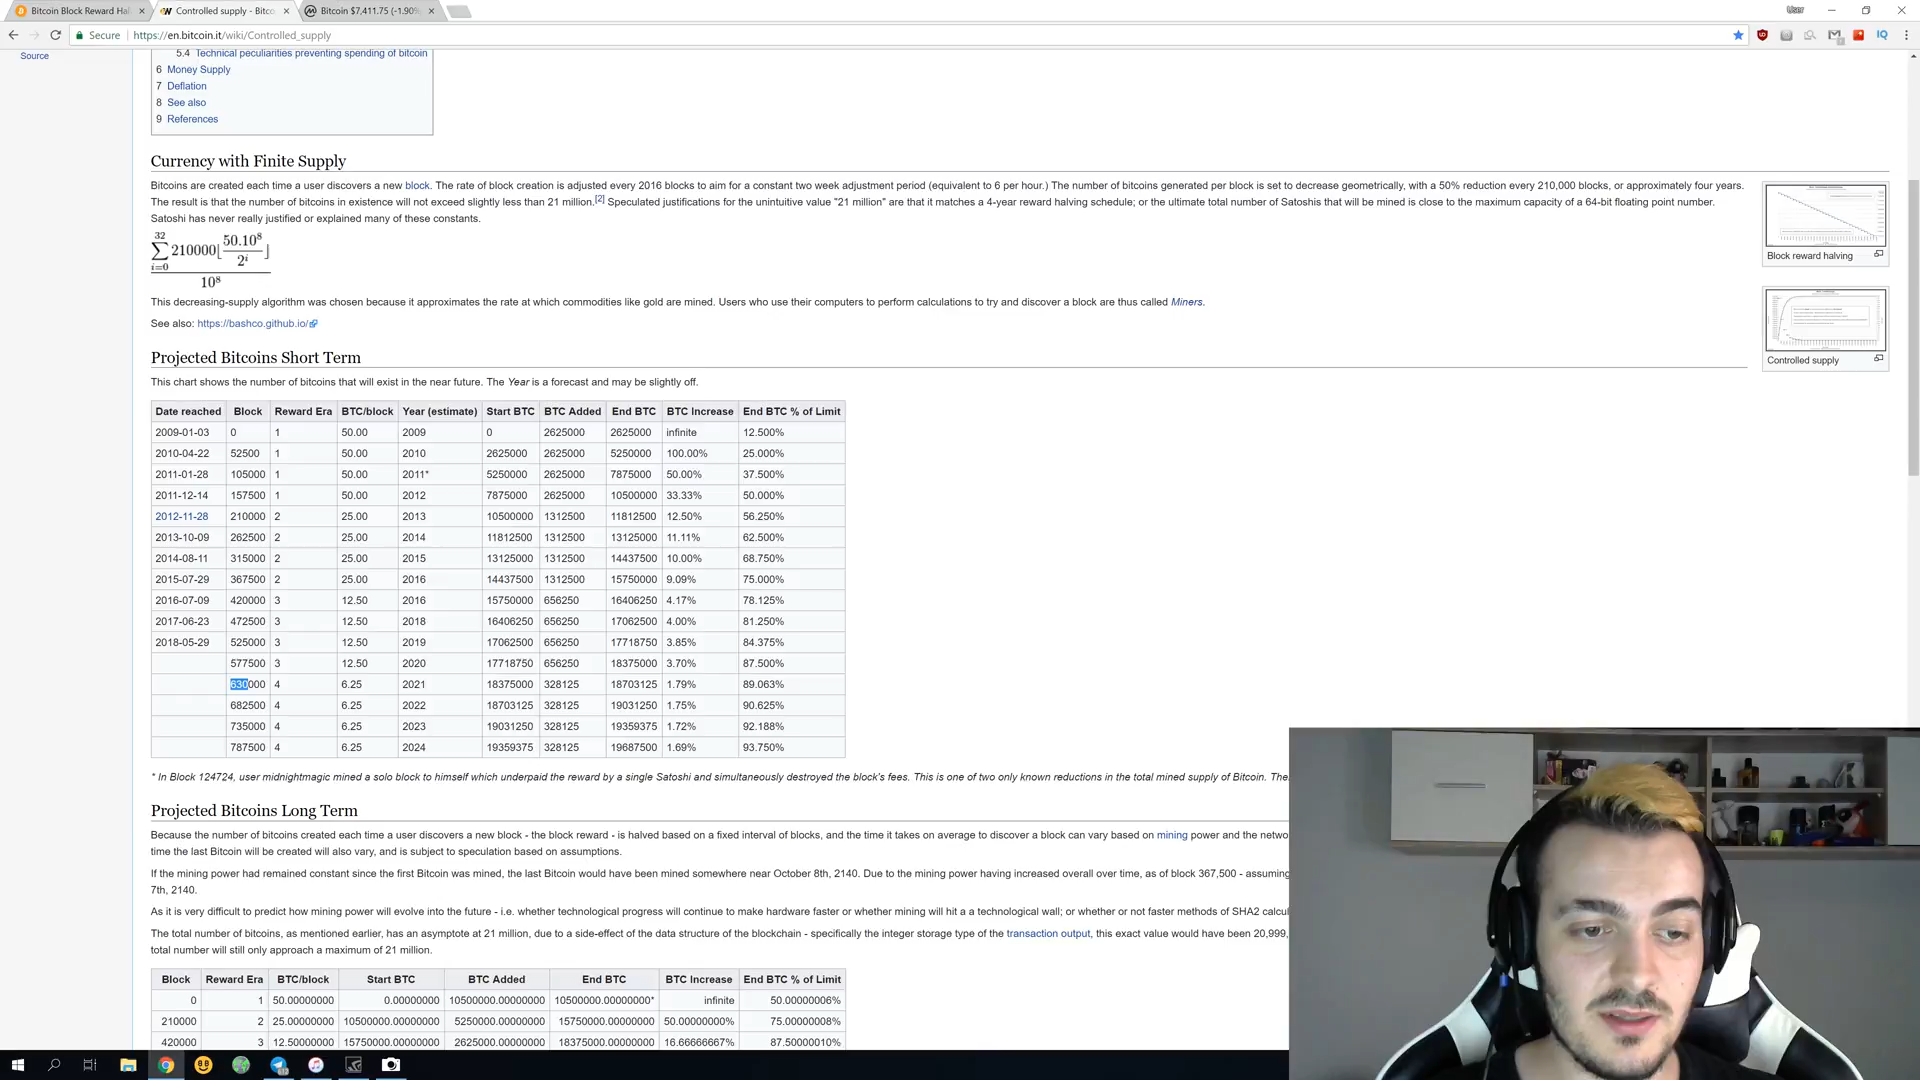 Bitcoin Block Reward Hal
Controlled supply - Bitco
Bitcoin $7,411.75 (-1.90%
User
Secure
https://en.bitcoin.it/wiki/Controlled_supply
Source
5.4 Technical peculiarities preventing spending of bitcoin
6 Money Supply
7 Deflation
8 See also
9 References
Currency with Finite Supply
Bitcoins are created each time a user discovers a new block. The rate of block creation is adjusted every 2016 blocks to aim for a constant two week adjustment period (equivalent to 6 per hour.) The number of bitcoins generated per block is set to decrease geometrically, with a 50% reduction every 210,000 blocks, or approximately four years.
The result is that the number of bitcoins in existence will not exceed slightly less than 21 million.[2] Speculated justifications for the unintuitive value "21 million" are that it matches a 4-year reward halving schedule; or the ultimate total number of Satoshis that will be mined is close to the maximum capacity of a 64-bit floating point number.
Satoshi has never really justified or explained many of these constants.
32
∑ 210000⌊50.10⁸ / 2ⁱ⌋
i=0
10⁸
Block reward halving
Controlled supply
This decreasing-supply algorithm was chosen because it approximates the rate at which commodities like gold are mined. Users who use their computers to perform calculations to try and discover a block are thus called Miners.
See also: https://bashco.github.io/
Projected Bitcoins Short Term
This chart shows the number of bitcoins that will exist in the near future. The Year is a forecast and may be slightly off.
Date reached Block Reward Era BTC/block Year (estimate) Start BTC BTC Added End BTC BTC Increase End BTC % of Limit
2009-01-03 0 1 50.00 2009 0 2625000 2625000 infinite 12.500%
2010-04-22 52500 1 50.00 2010 2625000 2625000 5250000 100.00% 25.000%
2011-01-28 105000 1 50.00 2011* 5250000 2625000 7875000 50.00% 37.500%
2011-12-14 157500 1 50.00 2012 7875000 2625000 10500000 33.33% 50.000%
2012-11-28 210000 2 25.00 2013 10500000 1312500 11812500 12.50% 56.250%
2013-10-09 262500 2 25.00 2014 11812500 1312500 13125000 11.11% 62.500%
2014-08-11 315000 2 25.00 2015 13125000 1312500 14437500 10.00% 68.750%
2015-07-29 367500 2 25.00 2016 14437500 1312500 15750000 9.09% 75.000%
2016-07-09 420000 3 12.50 2016 15750000 656250 16406250 4.17% 78.125%
2017-06-23 472500 3 12.50 2018 16406250 656250 17062500 4.00% 81.250%
2018-05-29 525000 3 12.50 2019 17062500 656250 17718750 3.85% 84.375%
577500 3 12.50 2020 17718750 656250 18375000 3.70% 87.500%
630000 4 6.25 2021 18375000 328125 18703125 1.79% 89.063%
682500 4 6.25 2022 18703125 328125 19031250 1.75% 90.625%
735000 4 6.25 2023 19031250 328125 19359375 1.72% 92.188%
787500 4 6.25 2024 19359375 328125 19687500 1.69% 93.750%
* In Block 124724, user midnightmagic mined a solo block to himself which underpaid the reward by a single Satoshi and simultaneously destroyed the block's fees. This is one of two only known reductions in the total mined supply of Bitcoin. The
Projected Bitcoins Long Term
Because the number of bitcoins created each time a user discovers a new block - the block reward - is halved based on a fixed interval of blocks, and the time it takes on average to discover a block can vary based on mining power and the netwo
time the last Bitcoin will be created will also vary, and is subject to speculation based on assumptions.
If the mining power had remained constant since the first Bitcoin was mined, the last Bitcoin would have been mined somewhere near October 8th, 2140. Due to the mining power having increased overall over time, as of block 367,500 - assuming
7th, 2140.
As it is very difficult to predict how mining power will evolve into the future - i.e. whether technological progress will continue to make hardware faster or whether mining will hit a a technological wall; or whether or not faster methods of SHA2 calcul
The total number of bitcoins, as mentioned earlier, has an asymptote at 21 million, due to a side-effect of the data structure of the blockchain - specifically the integer storage type of the transaction output, this exact value would have been 20,999,
total number will still only approach a maximum of 21 million.
Block Reward Era BTC/block Start BTC BTC Added End BTC BTC Increase End BTC % of Limit
0 1 50.00000000 0.00000000 10500000.00000000 10500000.00000000* infinite 50.00000006%
210000 2 25.00000000 10500000.00000000 5250000.00000000 15750000.00000000 50.00000000% 75.00000008%
420000 3 12.50000000 15750000.00000000 2625000.00000000 18375000.00000000 16.66666667% 87.50000010%